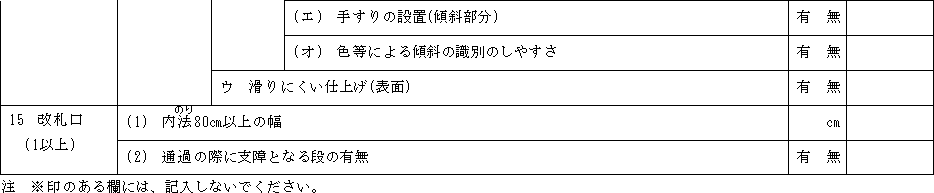 (エ) 手すりの設置(傾斜部分) 有 無
(オ) 色等による傾斜の識別のしやすさ 有 無
ウ 滑りにくい仕上げ(表面) 有 無
15 改札口
(1以上)
のり
(1) 内法80cm以上の幅 cm
(2) 通過の際に支障となる段の有無 有 無
注 ※印のある欄には、記入しないでください。